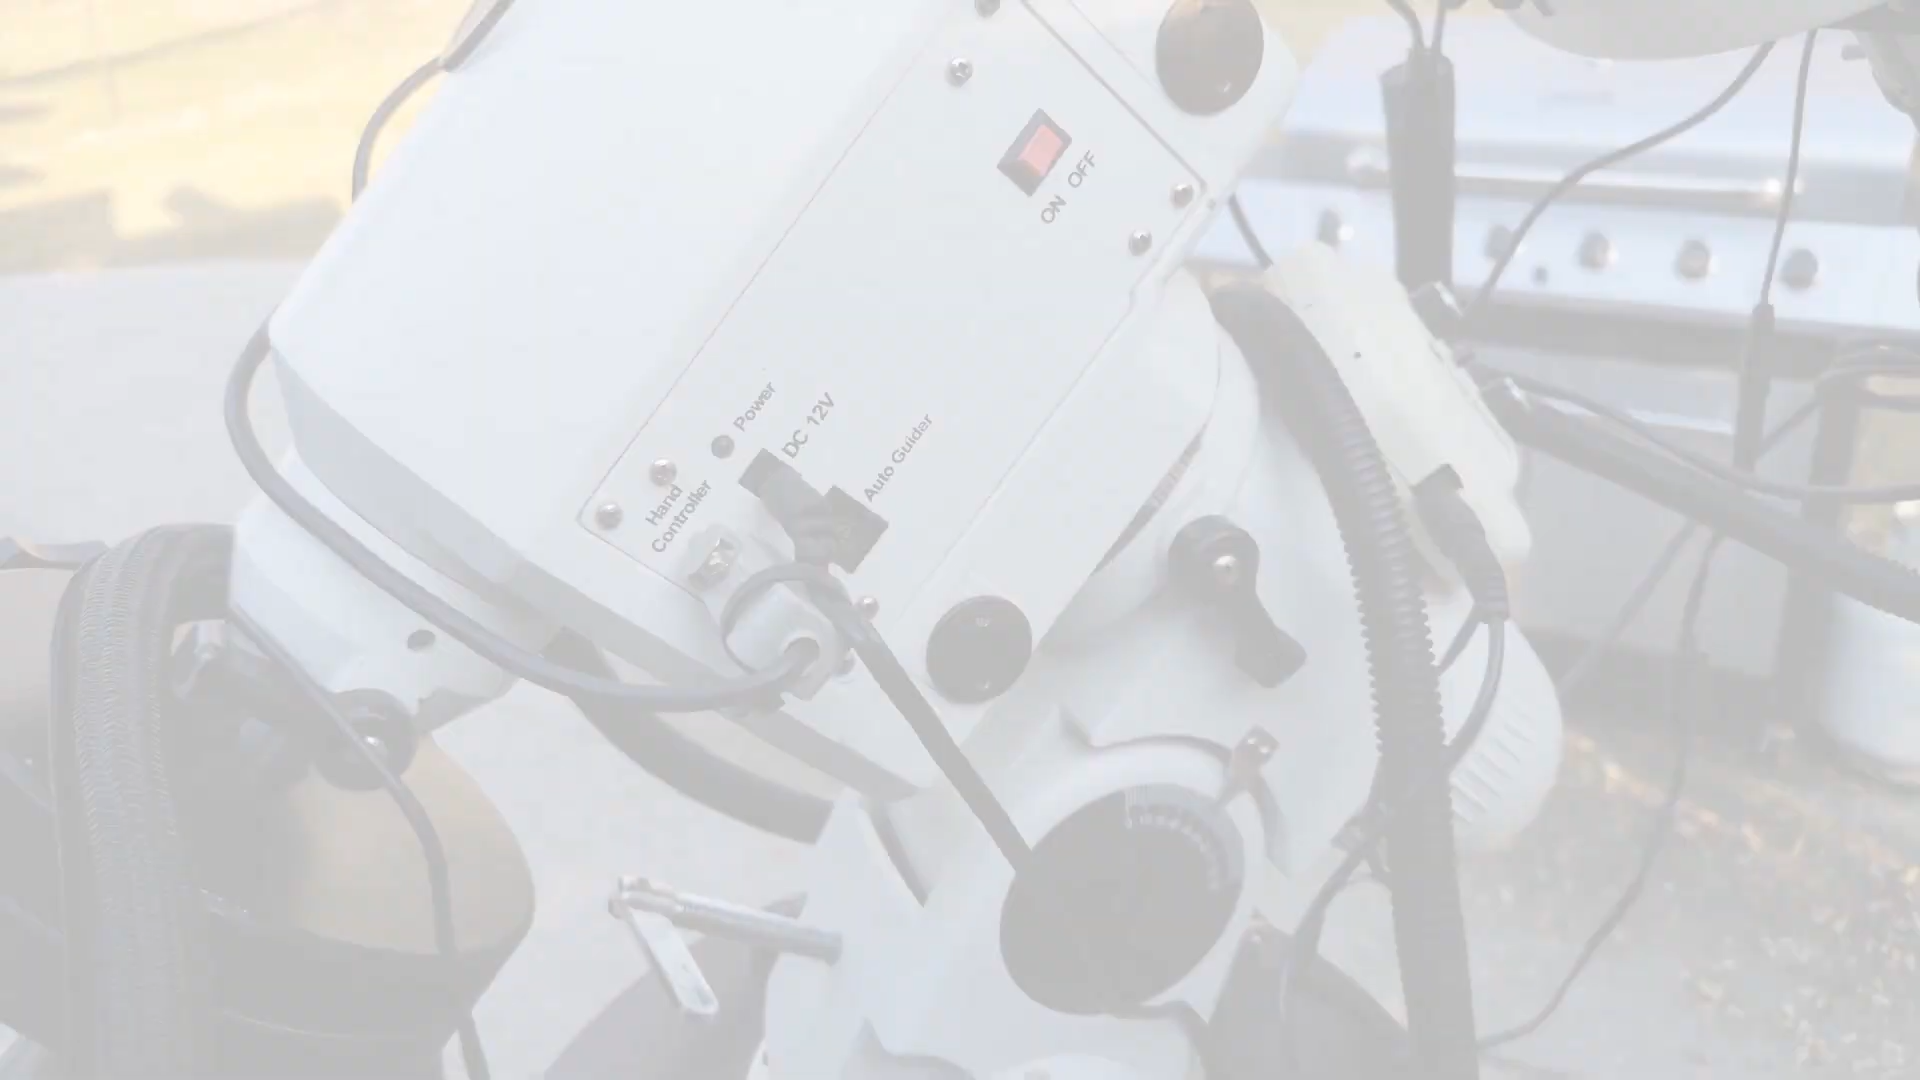 ON OFF
Power
DC 12V
Hand
Controller
Auto Guider